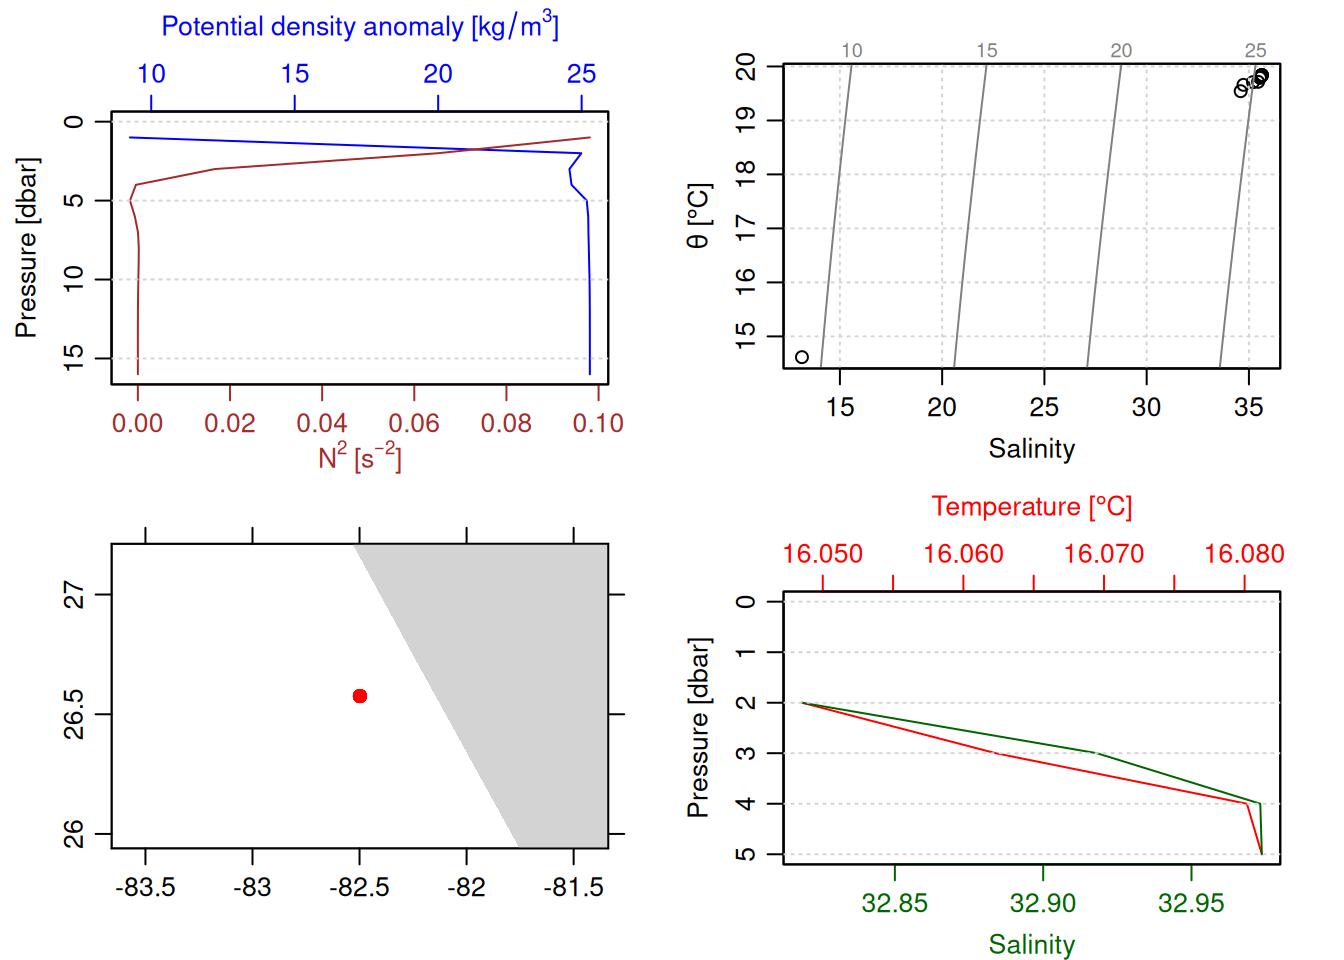 Potential density anomaly [kg/m³]
10 15 20 25
Pressure [dbar]
0
5
10
15
0.00 0.02 0.04 0.06 0.08 0.10
N² [s⁻²]
10 15 20 25
θ [°C]
20
19
18
17
16
15
15 20 25 30 35
Salinity
27
26.5
26
-83.5 -83 -82.5 -82 -81.5
Temperature [°C]
16.050 16.060 16.070 16.080
Pressure [dbar]
0
1
2
3
4
5
32.85 32.90 32.95
Salinity